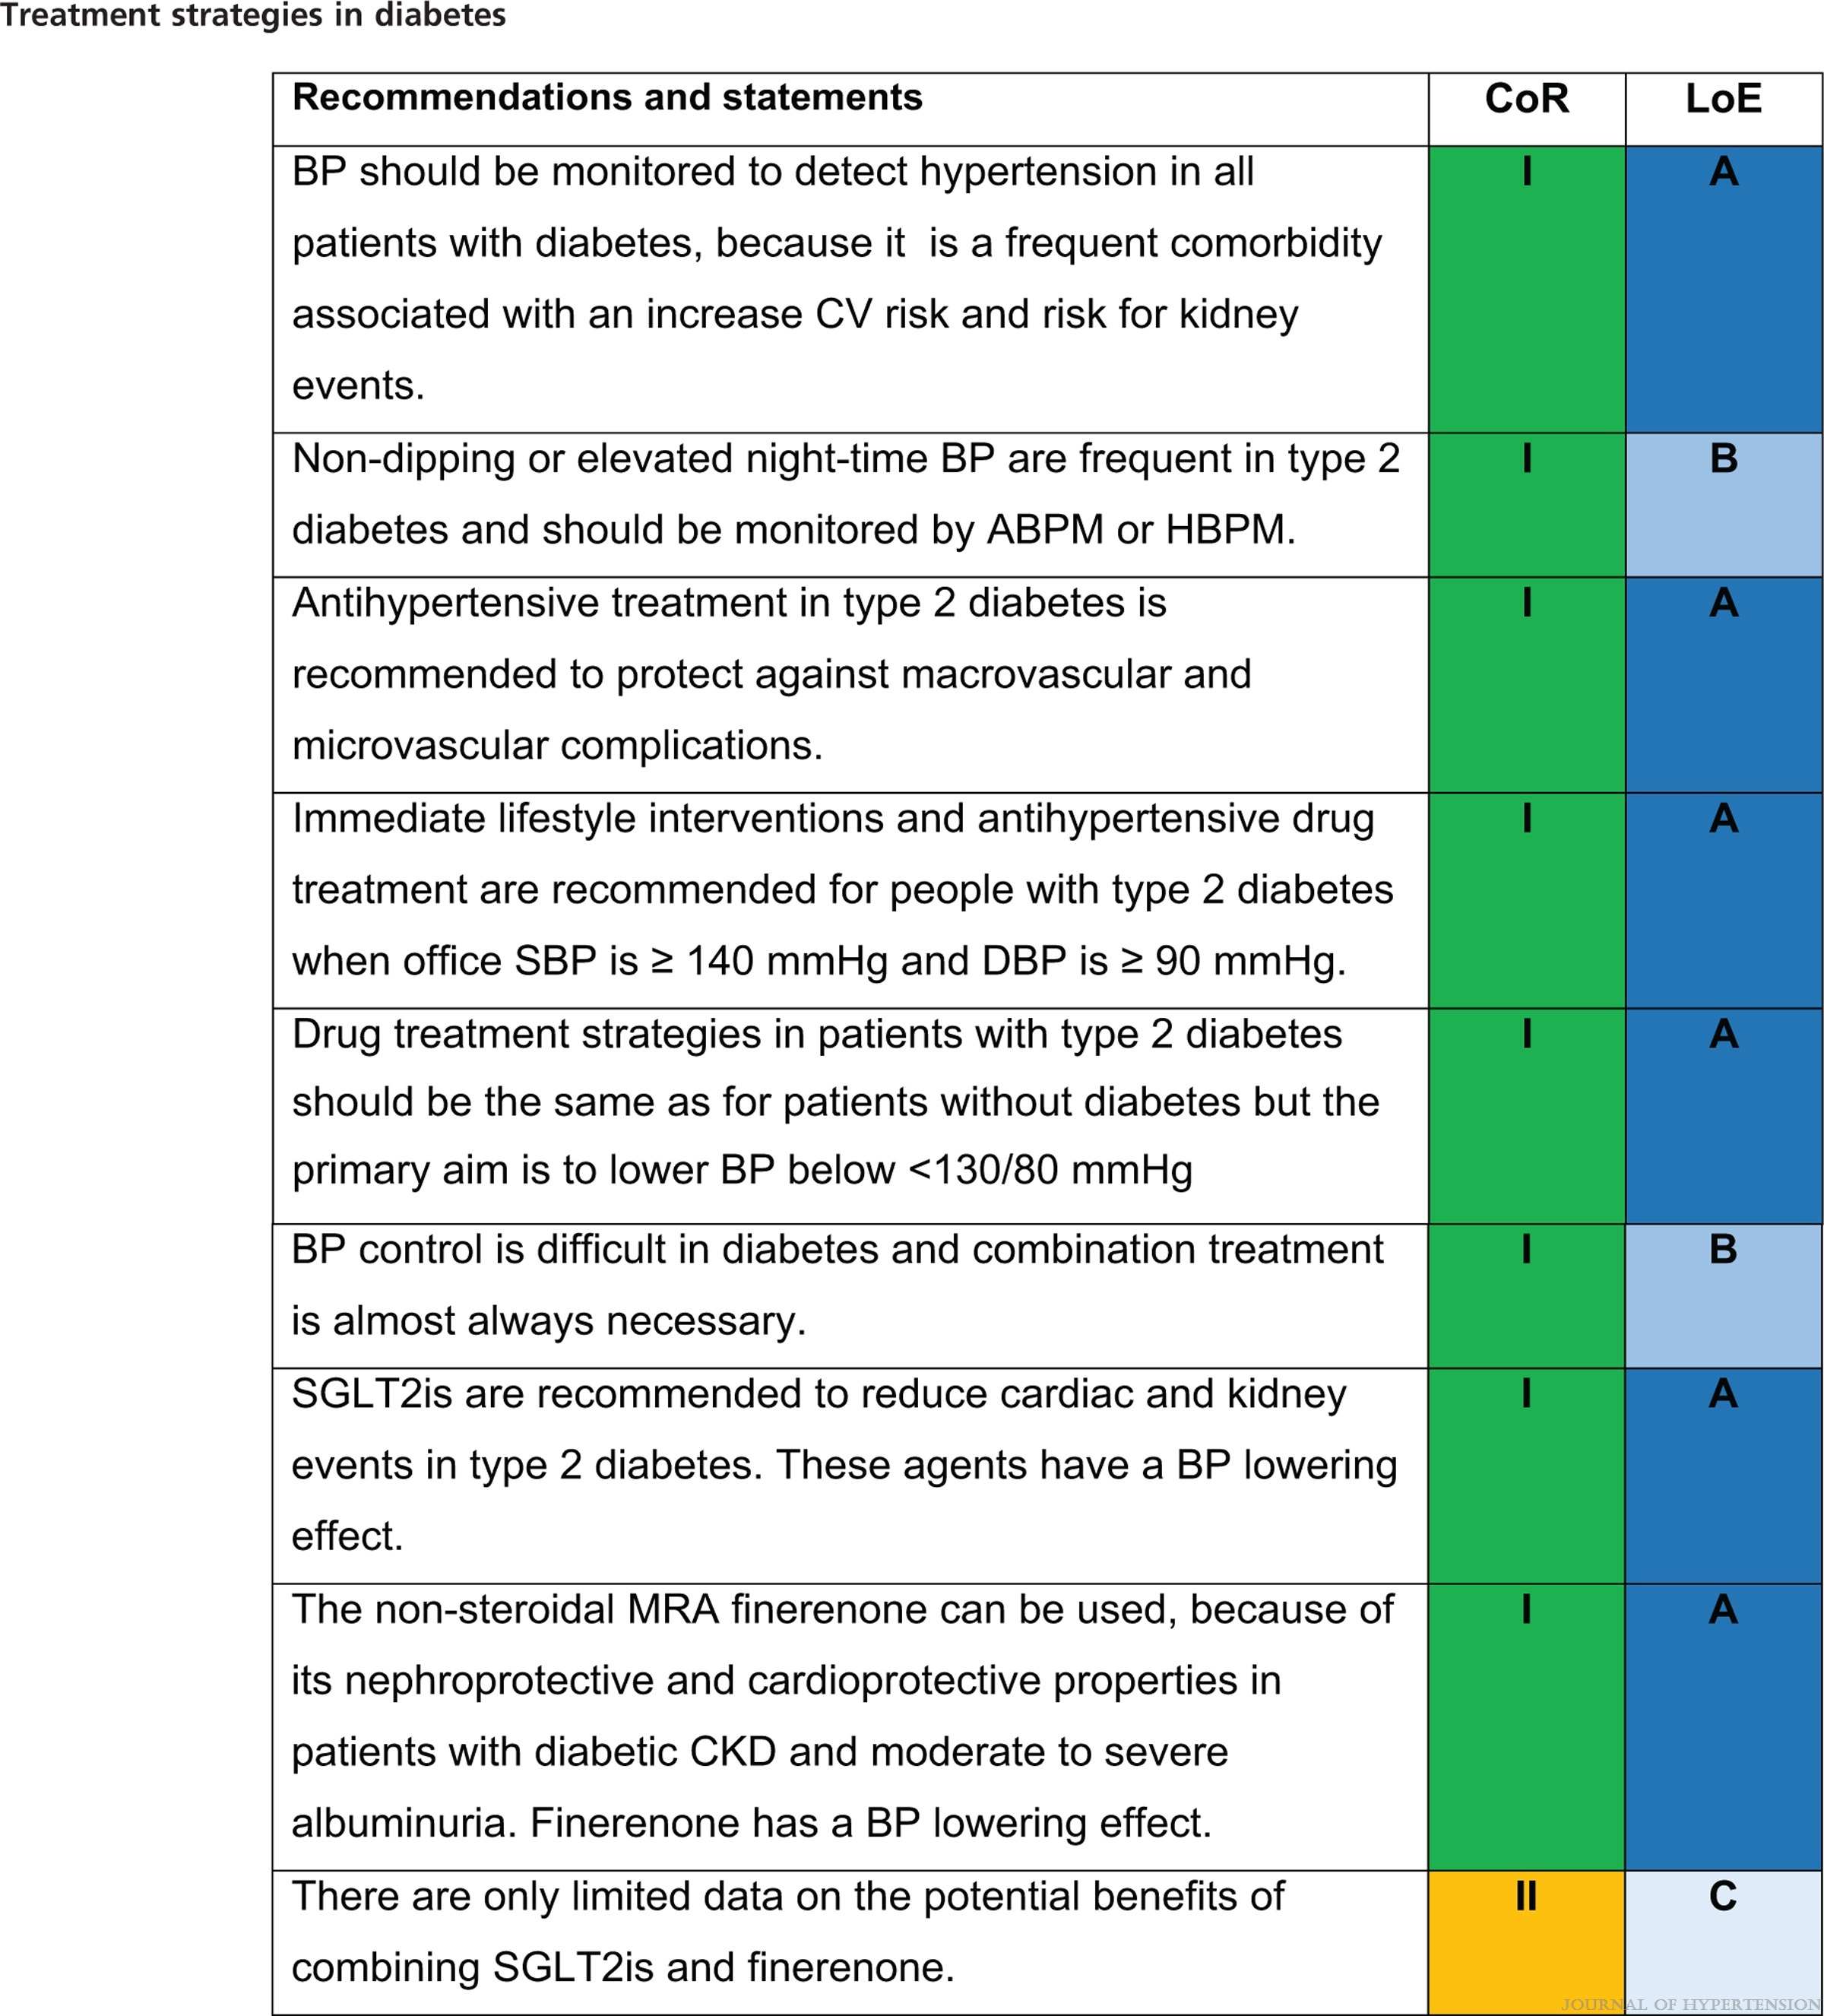 Treatment strategies in diabetes
Recommendations and statements CoR LoE
BP should be monitored to detect hypertension in all I A
patients with diabetes, because it  is a frequent comorbidity
associated with an increase CV risk and risk for kidney
events.
Non-dipping or elevated night-time BP are frequent in type 2 I B
diabetes and should be monitored by ABPM or HBPM.
Antihypertensive treatment in type 2 diabetes is I A
recommended to protect against macrovascular and
microvascular complications.
Immediate lifestyle interventions and antihypertensive drug I A
treatment are recommended for people with type 2 diabetes
when office SBP is ≥ 140 mmHg and DBP is ≥ 90 mmHg.
Drug treatment strategies in patients with type 2 diabetes I A
should be the same as for patients without diabetes but the
primary aim is to lower BP below <130/80 mmHg
BP control is difficult in diabetes and combination treatment I B
is almost always necessary.
SGLT2is are recommended to reduce cardiac and kidney I A
events in type 2 diabetes. These agents have a BP lowering
effect.
The non-steroidal MRA finerenone can be used, because of I A
its nephroprotective and cardioprotective properties in
patients with diabetic CKD and moderate to severe
albuminuria. Finerenone has a BP lowering effect.
There are only limited data on the potential benefits of II C
combining SGLT2is and finerenone.
JOURNAL OF HYPERTENSION